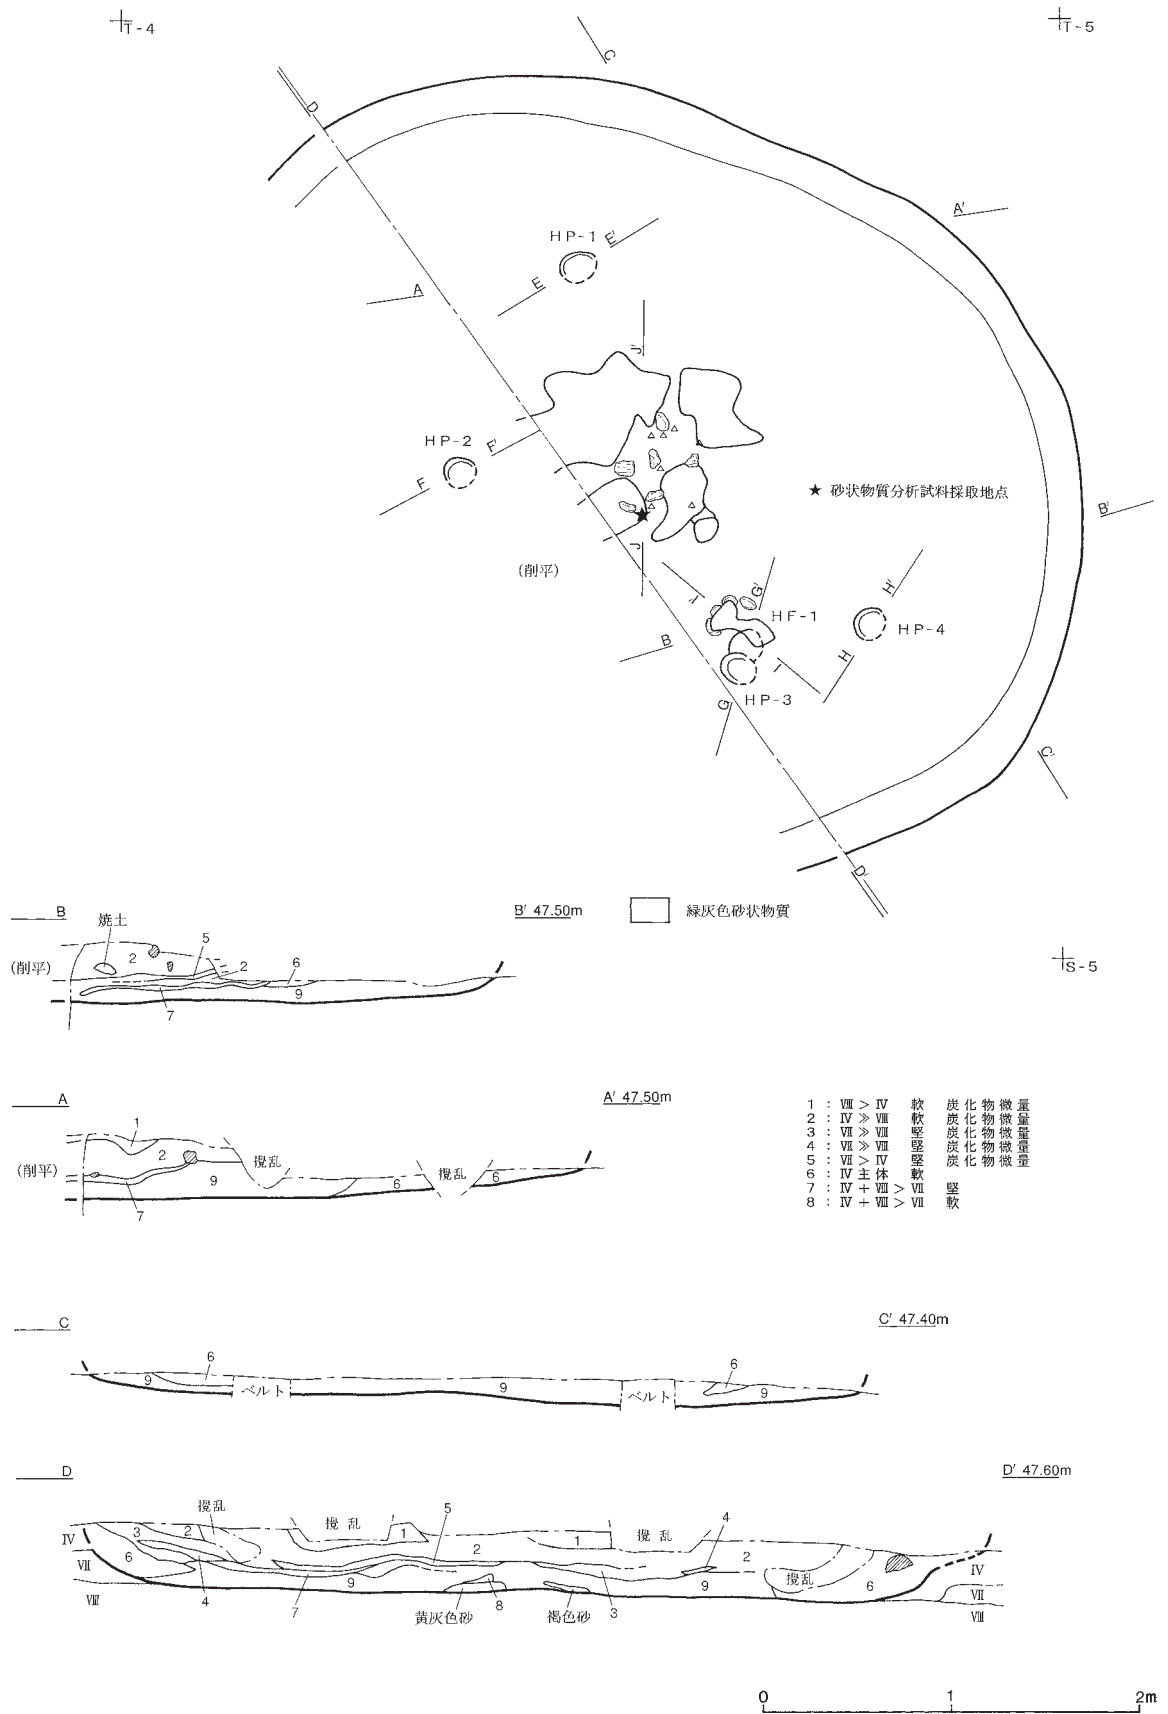 T-4
T-5
C
D
A'
HP-1
E'
E
A
J'
HP-2
F'
F
★ 砂状物質分析試料採取地点
B'
J
(削平)
I'
G'
H'
HF-1
HP-4
B
H
I
HP-3
G
C'
D'
B
B' 47.50m
緑灰色砂状物質
焼土
5
2
2
6
(削平)
9
7
S-5
A
A' 47.50m
1
2
攪乱
攪乱
(削平)
9
6
6
7
1 : Ⅷ > Ⅳ 軟 炭化物微量
2 : Ⅳ ≫ Ⅷ 軟 炭化物微量
3 : Ⅶ ≫ Ⅷ 堅 炭化物微量
4 : Ⅶ ≫ Ⅷ 堅 炭化物微量
5 : Ⅶ > Ⅳ 堅 炭化物微量
6 : Ⅳ 主体 軟
7 : Ⅳ + Ⅷ > Ⅶ 堅
8 : Ⅳ + Ⅷ > Ⅶ 軟
C
C' 47.40m
6
6
9
ベルト
9
ベルト
9
D
D' 47.60m
攪乱
5
4
Ⅳ
3
2
攪乱
1
2
1
攪乱
2
Ⅳ
Ⅶ
6
9
9
攪乱
6
Ⅶ
Ⅷ
4
7
黄灰色砂
8
褐色砂
3
Ⅷ
0
1
2m